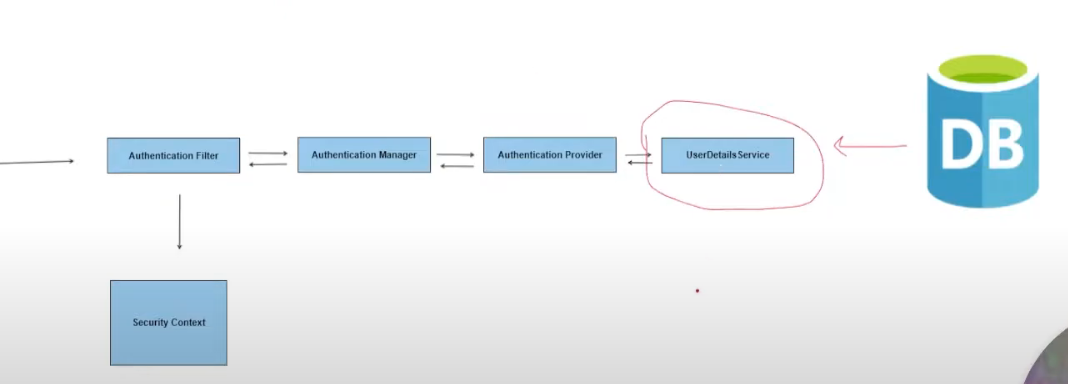 Authentication Filter
Authentication Manager
Authentication Provider
UserDetailsService
DB
Security Context